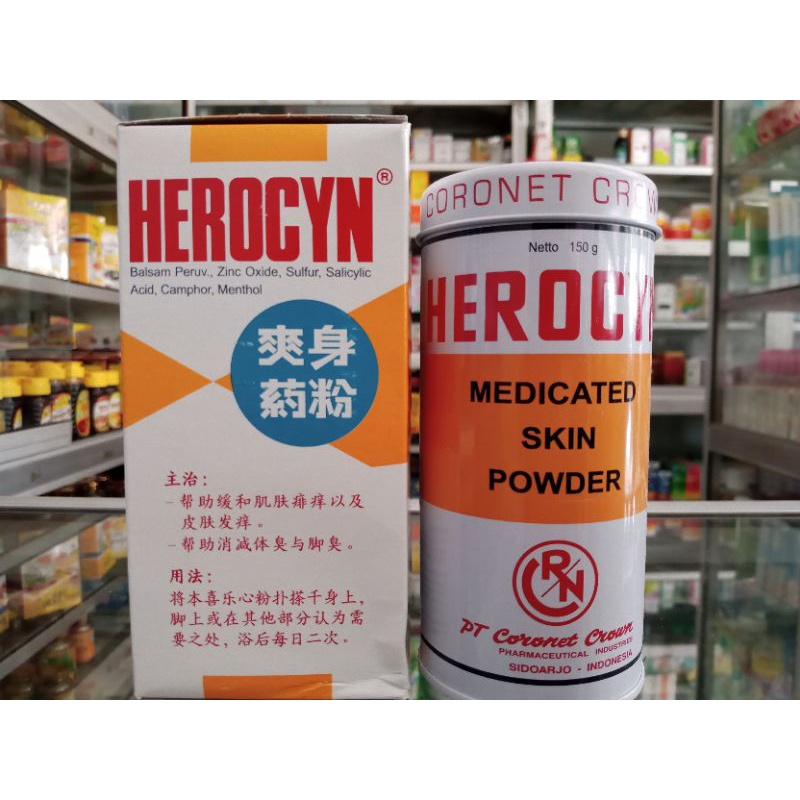 HEROCYN®
Balsam Peruv., Zinc Oxide, Sulfur, Salicylic
Acid, Camphor, Menthol
爽身
药粉
主治：
-帮助缓和肌肤痱痒以及
皮肤发痒。
-帮助消减体臭与脚臭。
用法：
将本喜乐心粉扑搽干身上，
脚上或在其他部分认为需
要之处，浴后每日二次。
CORONET CROW
Netto 150 g
HEROCY
MEDICATED
SKIN
POWDER
CRN
PT Coronet Crown
PHARMACEUTICAL INDUSTRIES
SIDOARJO - INDONESIA